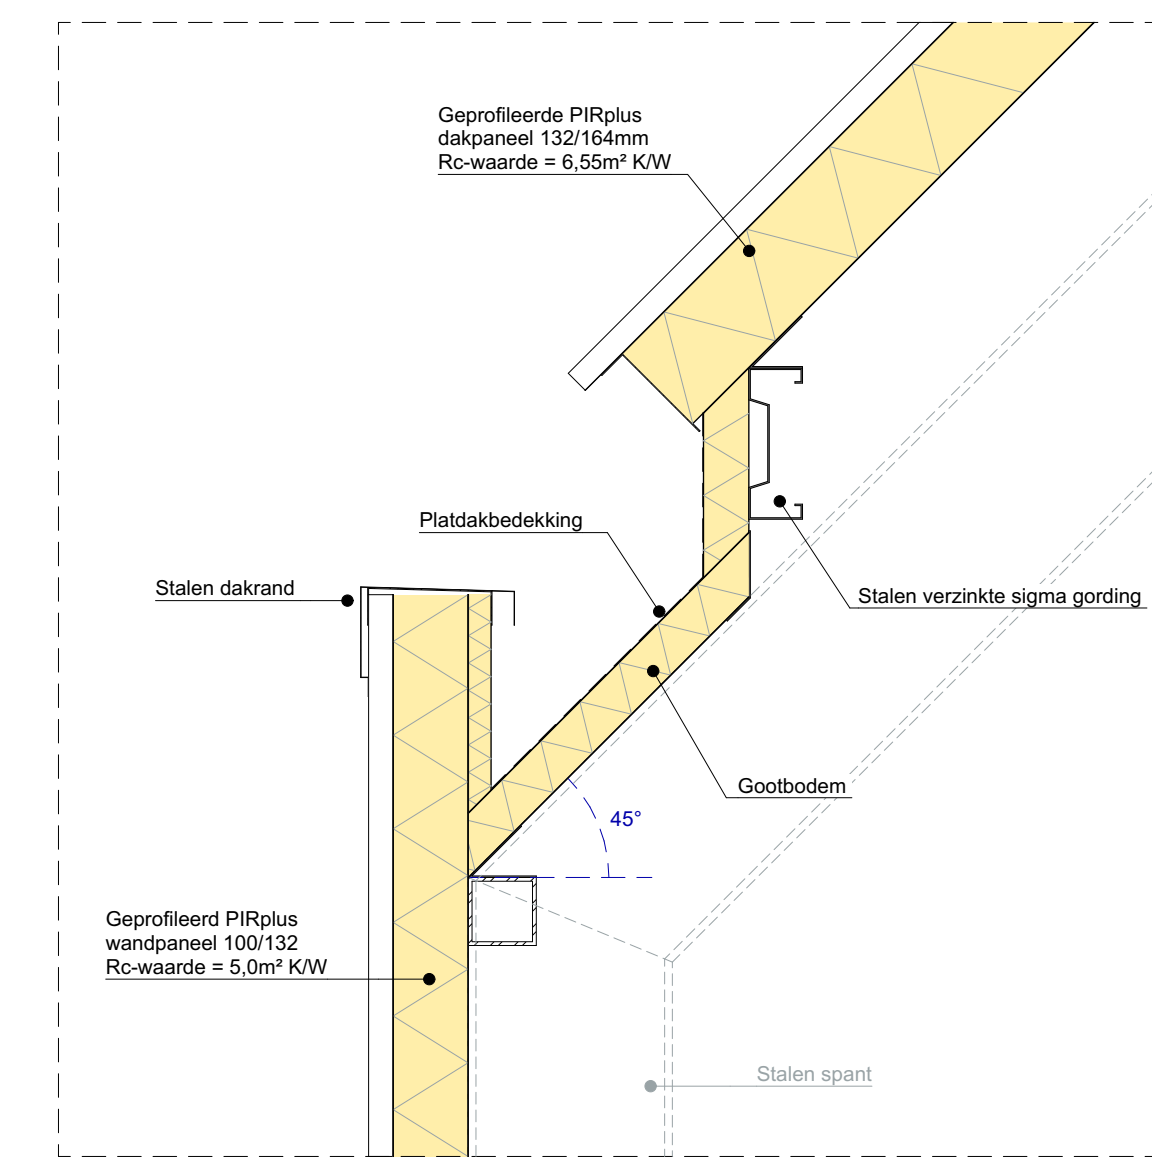 Geprofileerde PIRplus
dakpaneel 132/164mm
Rc-waarde = 6,55m² K/W
Platdakbedekking
Stalen dakrand
Stalen verzinkte sigma gording
Gootbodem
45°
Geprofileerd PIRplus
wandpaneel 100/132
Rc-waarde = 5,0m² K/W
Stalen spant